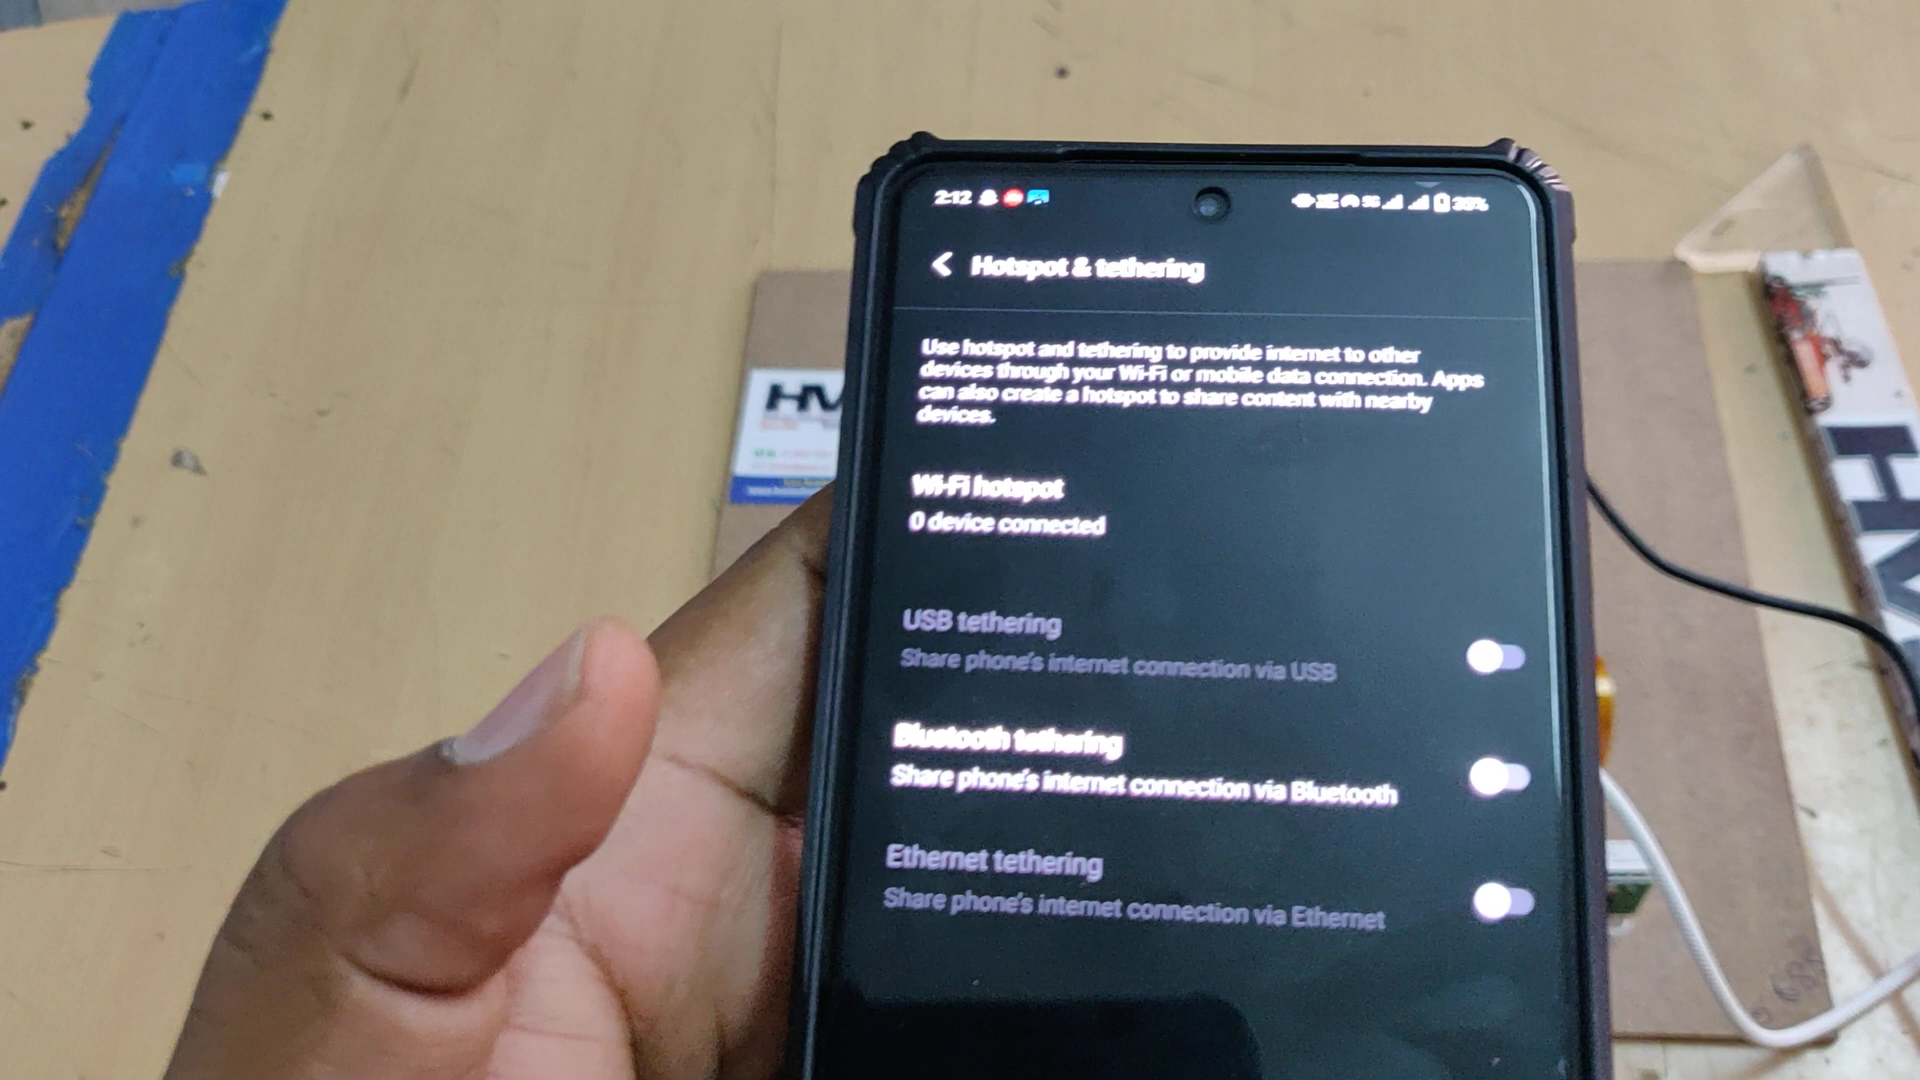 2:12
35%
Hotspot & tethering
Use hotspot and tethering to provide internet to other
devices through your Wi-Fi or mobile data connection. Apps
can also create a hotspot to share content with nearby
devices.
HV
Wi-Fi hotspot
0 device connected
USB tethering
Share phone's internet connection via USB
Bluetooth tethering
Share phone's internet connection via Bluetooth
Ethernet tethering
Share phone's internet connection via Ethernet